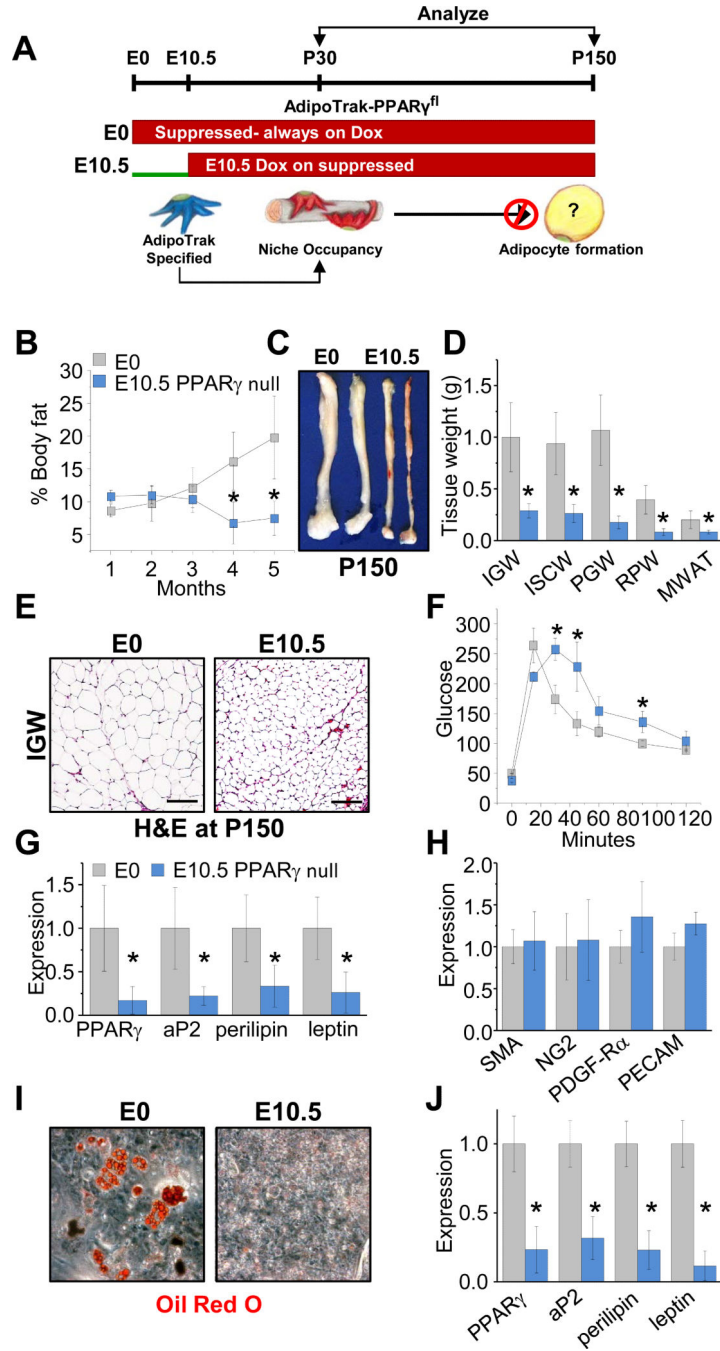 Analyze
A
E0 E10.5 P30 P150
AdipoTrak-PPARγfl
E0 Suppressed- always on Dox
E10.5 E10.5 Dox on suppressed
?
AdipoTrak
Specified
Niche Occupancy
Adipocyte formation
B
E0
E10.5 PPARγ null
% Body fat
30
25
20
15
10
5
* *
1 2 3 4 5
Months
C
E0 E10.5
P150
D
Tissue weight (g)
1.5
1.0
0.5
0.0
* * * * *
IGW ISCW PGW RPW MWAT
E
E0 E10.5
IGW
H&E at P150
F
Glucose
300
250
200
150
100
50
0
* * *
0 20 40 60 80 100 120
Minutes
G
E0 E10.5 PPARγ null
Expression
1.5
1.0
0.5
0.0
* * * *
PPARγ aP2 perilipin leptin
H
Expression
2.0
1.5
1.0
0.5
0.0
SMA NG2 PDGF-Rα PECAM
I
E0 E10.5
Oil Red O
J
Expression
1.0
0.5
0.0
* * * *
PPARγ aP2 perilipin leptin